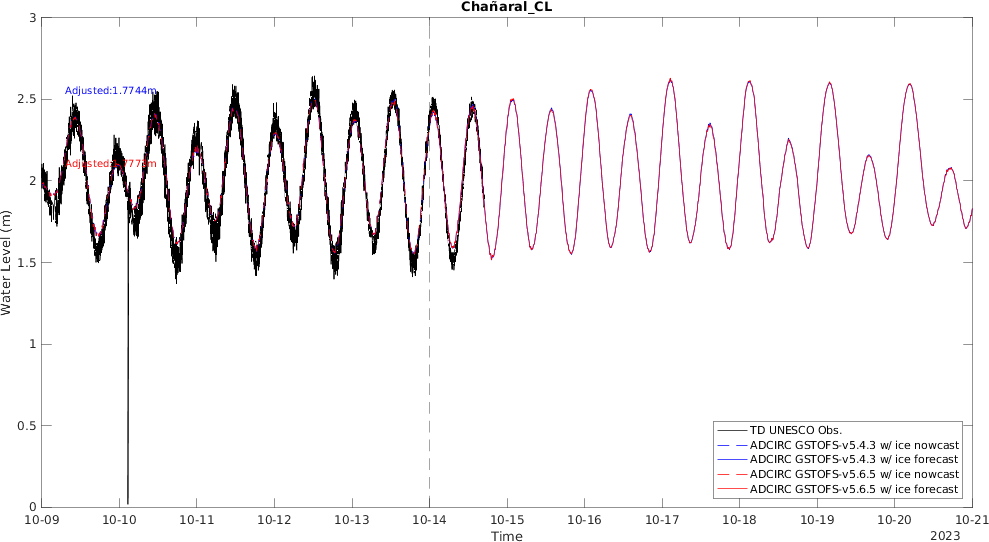 Chañaral_CL
3
2.5
2
1.5
1
0.5
0
Water Level (m)
Adjusted:1.7744m
10-09
10-10
10-11
10-12
10-13
10-14
10-15
10-16
10-17
10-18
10-19
10-20
10-21
Time
2023
TD UNESCO Obs.
ADCIRC GSTOFS-v5.4.3 w/ ice nowcast
ADCIRC GSTOFS-v5.4.3 w/ ice forecast
ADCIRC GSTOFS-v5.6.5 w/ ice nowcast
ADCIRC GSTOFS-v5.6.5 w/ ice forecast